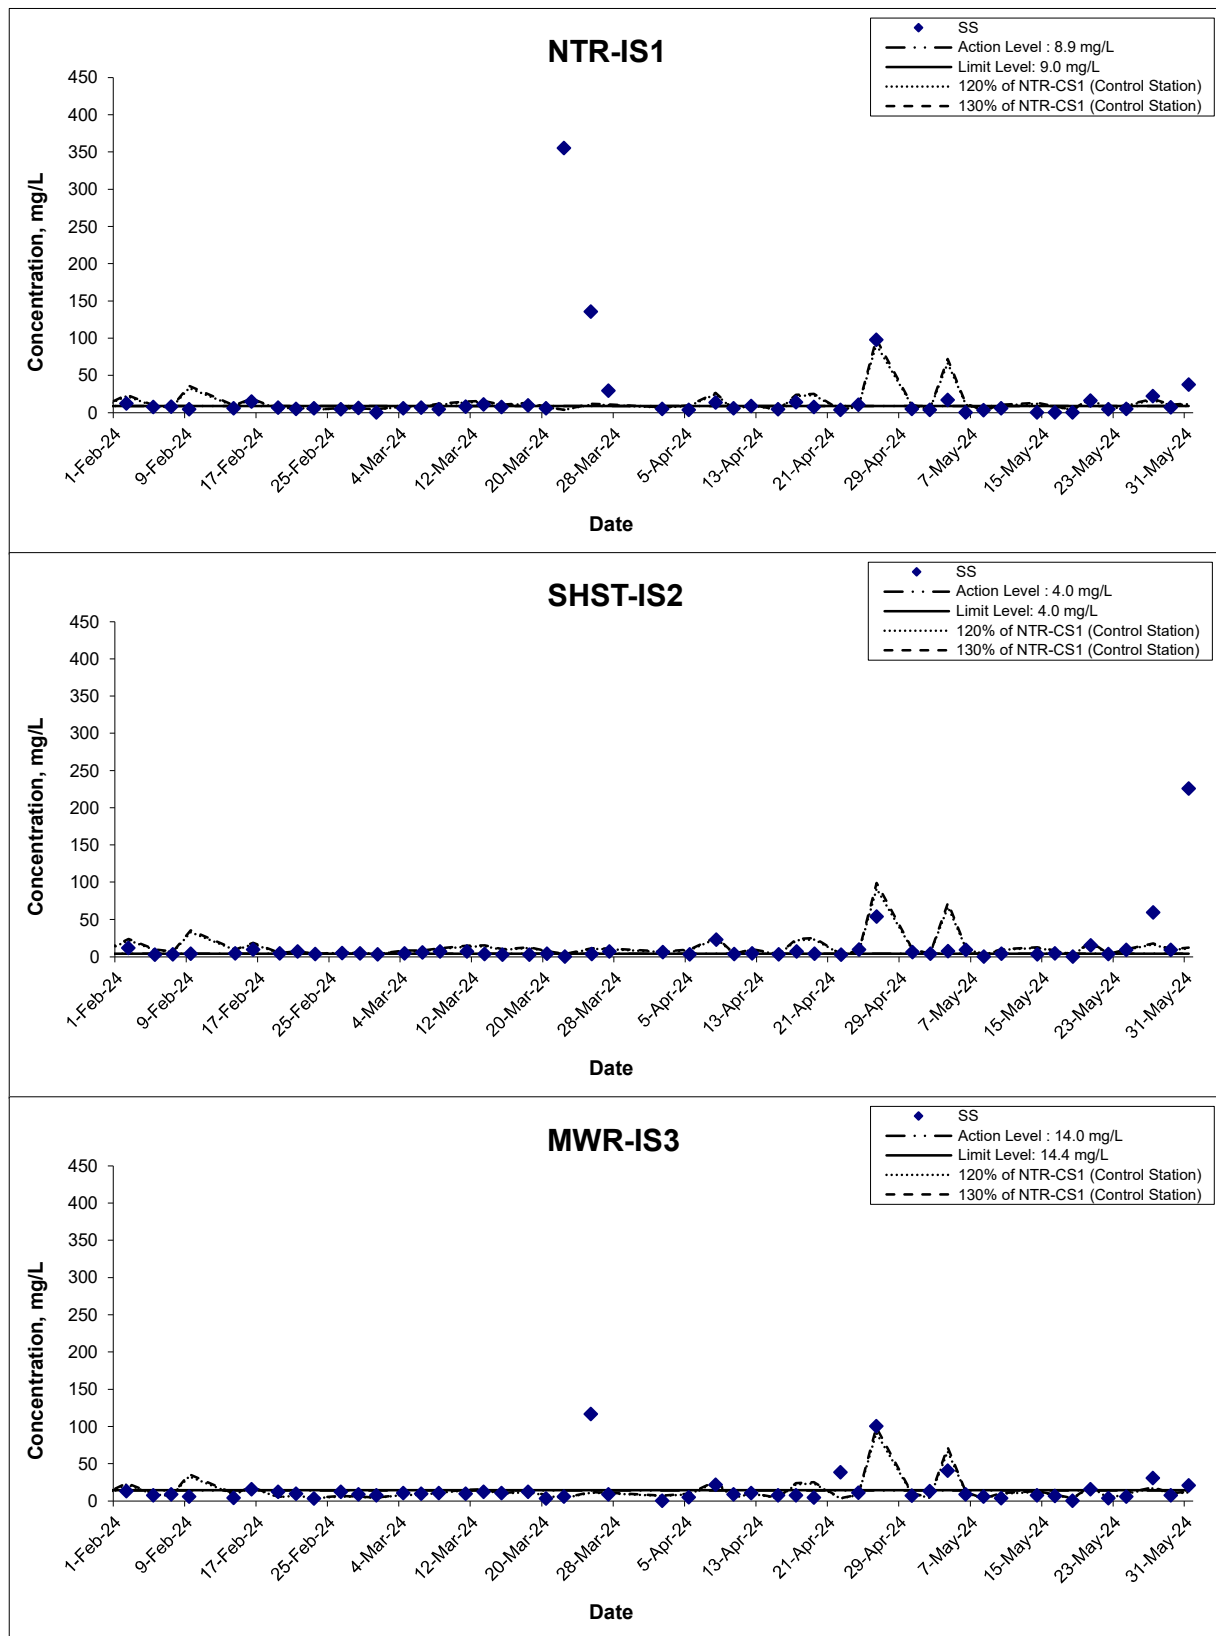 NTR-IS1
SS
Action Level : 8.9 mg/L
Limit Level: 9.0 mg/L
120% of NTR-CS1 (Control Station)
130% of NTR-CS1 (Control Station)
Concentration, mg/L
450
400
350
300
250
200
150
100
50
0
1-Feb-24
9-Feb-24
17-Feb-24
25-Feb-24
4-Mar-24
12-Mar-24
20-Mar-24
28-Mar-24
5-Apr-24
13-Apr-24
21-Apr-24
29-Apr-24
7-May-24
15-May-24
23-May-24
31-May-24
Date
SHST-IS2
SS
Action Level : 4.0 mg/L
Limit Level: 4.0 mg/L
120% of NTR-CS1 (Control Station)
130% of NTR-CS1 (Control Station)
Concentration, mg/L
450
400
350
300
250
200
150
100
50
0
1-Feb-24
9-Feb-24
17-Feb-24
25-Feb-24
4-Mar-24
12-Mar-24
20-Mar-24
28-Mar-24
5-Apr-24
13-Apr-24
21-Apr-24
29-Apr-24
7-May-24
15-May-24
23-May-24
31-May-24
Date
MWR-IS3
SS
Action Level : 14.0 mg/L
Limit Level: 14.4 mg/L
120% of NTR-CS1 (Control Station)
130% of NTR-CS1 (Control Station)
Concentration, mg/L
450
400
350
300
250
200
150
100
50
0
1-Feb-24
9-Feb-24
17-Feb-24
25-Feb-24
4-Mar-24
12-Mar-24
20-Mar-24
28-Mar-24
5-Apr-24
13-Apr-24
21-Apr-24
29-Apr-24
7-May-24
15-May-24
23-May-24
31-May-24
Date